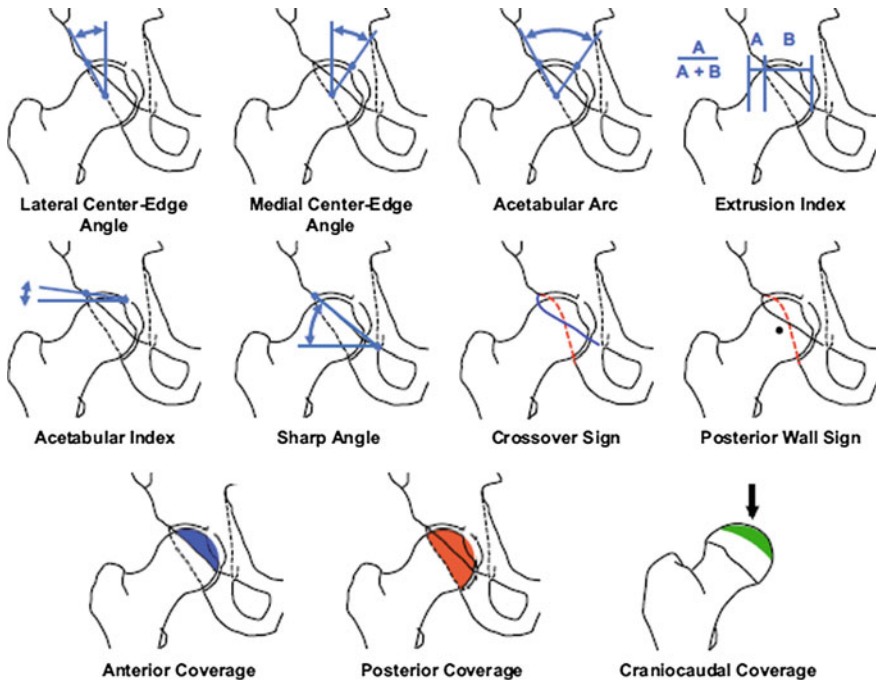 A
A + B
A B
Lateral Center-Edge
Angle
Medial Center-Edge
Angle
Acetabular Arc
Extrusion Index
Acetabular Index
Sharp Angle
Crossover Sign
Posterior Wall Sign
Anterior Coverage
Posterior Coverage
Craniocaudal Coverage